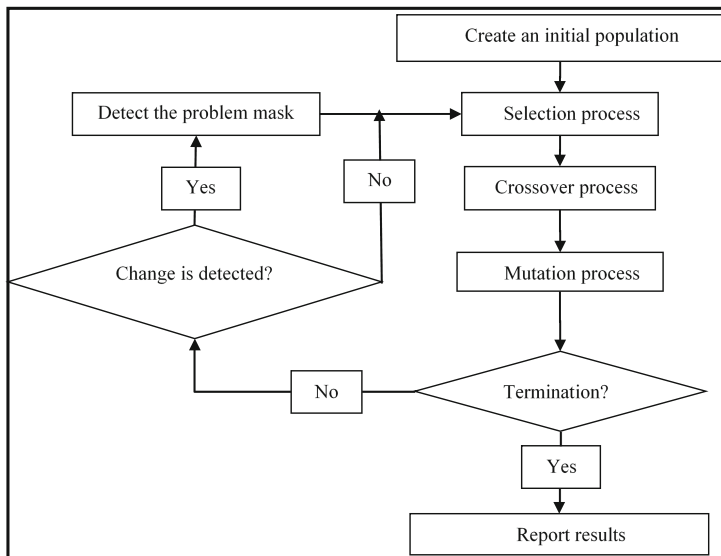 Create an initial population
Detect the problem mask
Selection process
Yes
No
Crossover process
Change is detected?
Mutation process
No
Termination?
Yes
Report results